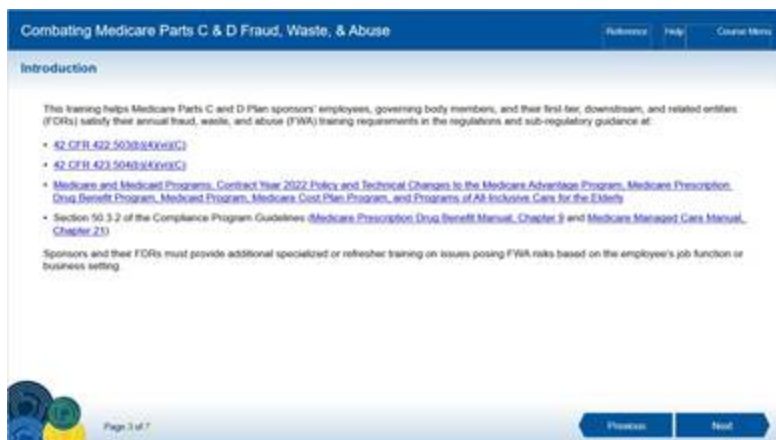 Combating Medicare Parts C & D Fraud, Waste, & Abuse
Reference Help Course Menu
Introduction
This training helps Medicare Parts C and D Plan sponsors' employees, governing body members, and their first-tier, downstream, and related entities
(FDRs) satisfy their annual fraud, waste, and abuse (FWA) training requirements in the regulations and sub-regulatory guidance at:
• 42 CFR 422.503(b)(4)(vi)(C)
• 42 CFR 423.504(b)(4)(vi)(C)
• Medicare and Medicaid Programs, Contract Year 2022 Policy and Technical Changes to the Medicare Advantage Program, Medicare Prescription
Drug Benefit Program, Medicaid Program, Medicare Cost Plan Program, and Programs of All-Inclusive Care for the Elderly
• Section 50.3.2 of the Compliance Program Guidelines (Medicare Prescription Drug Benefit Manual, Chapter 9 and Medicare Managed Care Manual,
Chapter 21)
Sponsors and their FDRs must provide additional specialized or refresher training on issues posing FWA risks based on the employee's job function or
business setting.
Page 3 of 7
Previous Next